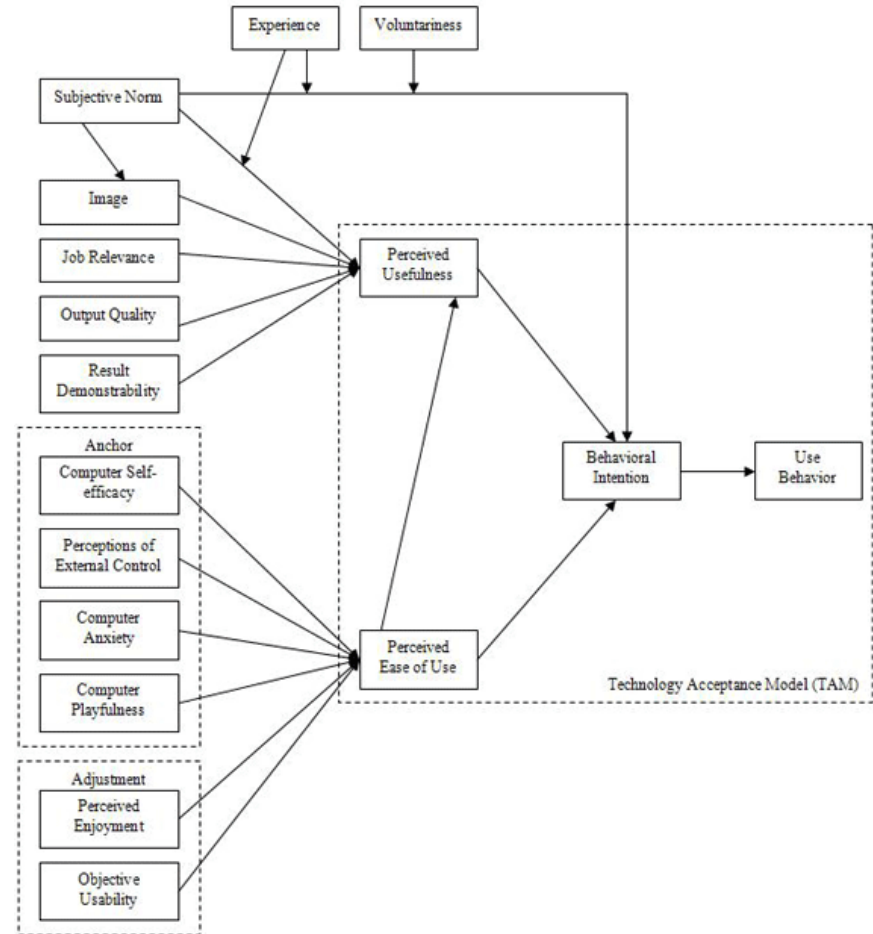 Experience
Voluntariness
Subjective Norm
Image
Job Relevance
Output Quality
Result
Demonstrability
Perceived
Usefulness
Anchor
Computer Self-
efficacy
Perceptions of
External Control
Computer
Anxiety
Computer
Playfulness
Behavioral
Intention
Use
Behavior
Perceived
Ease of Use
Technology Acceptance Model (TAM)
Adjustment
Perceived
Enjoyment
Objective
Usability